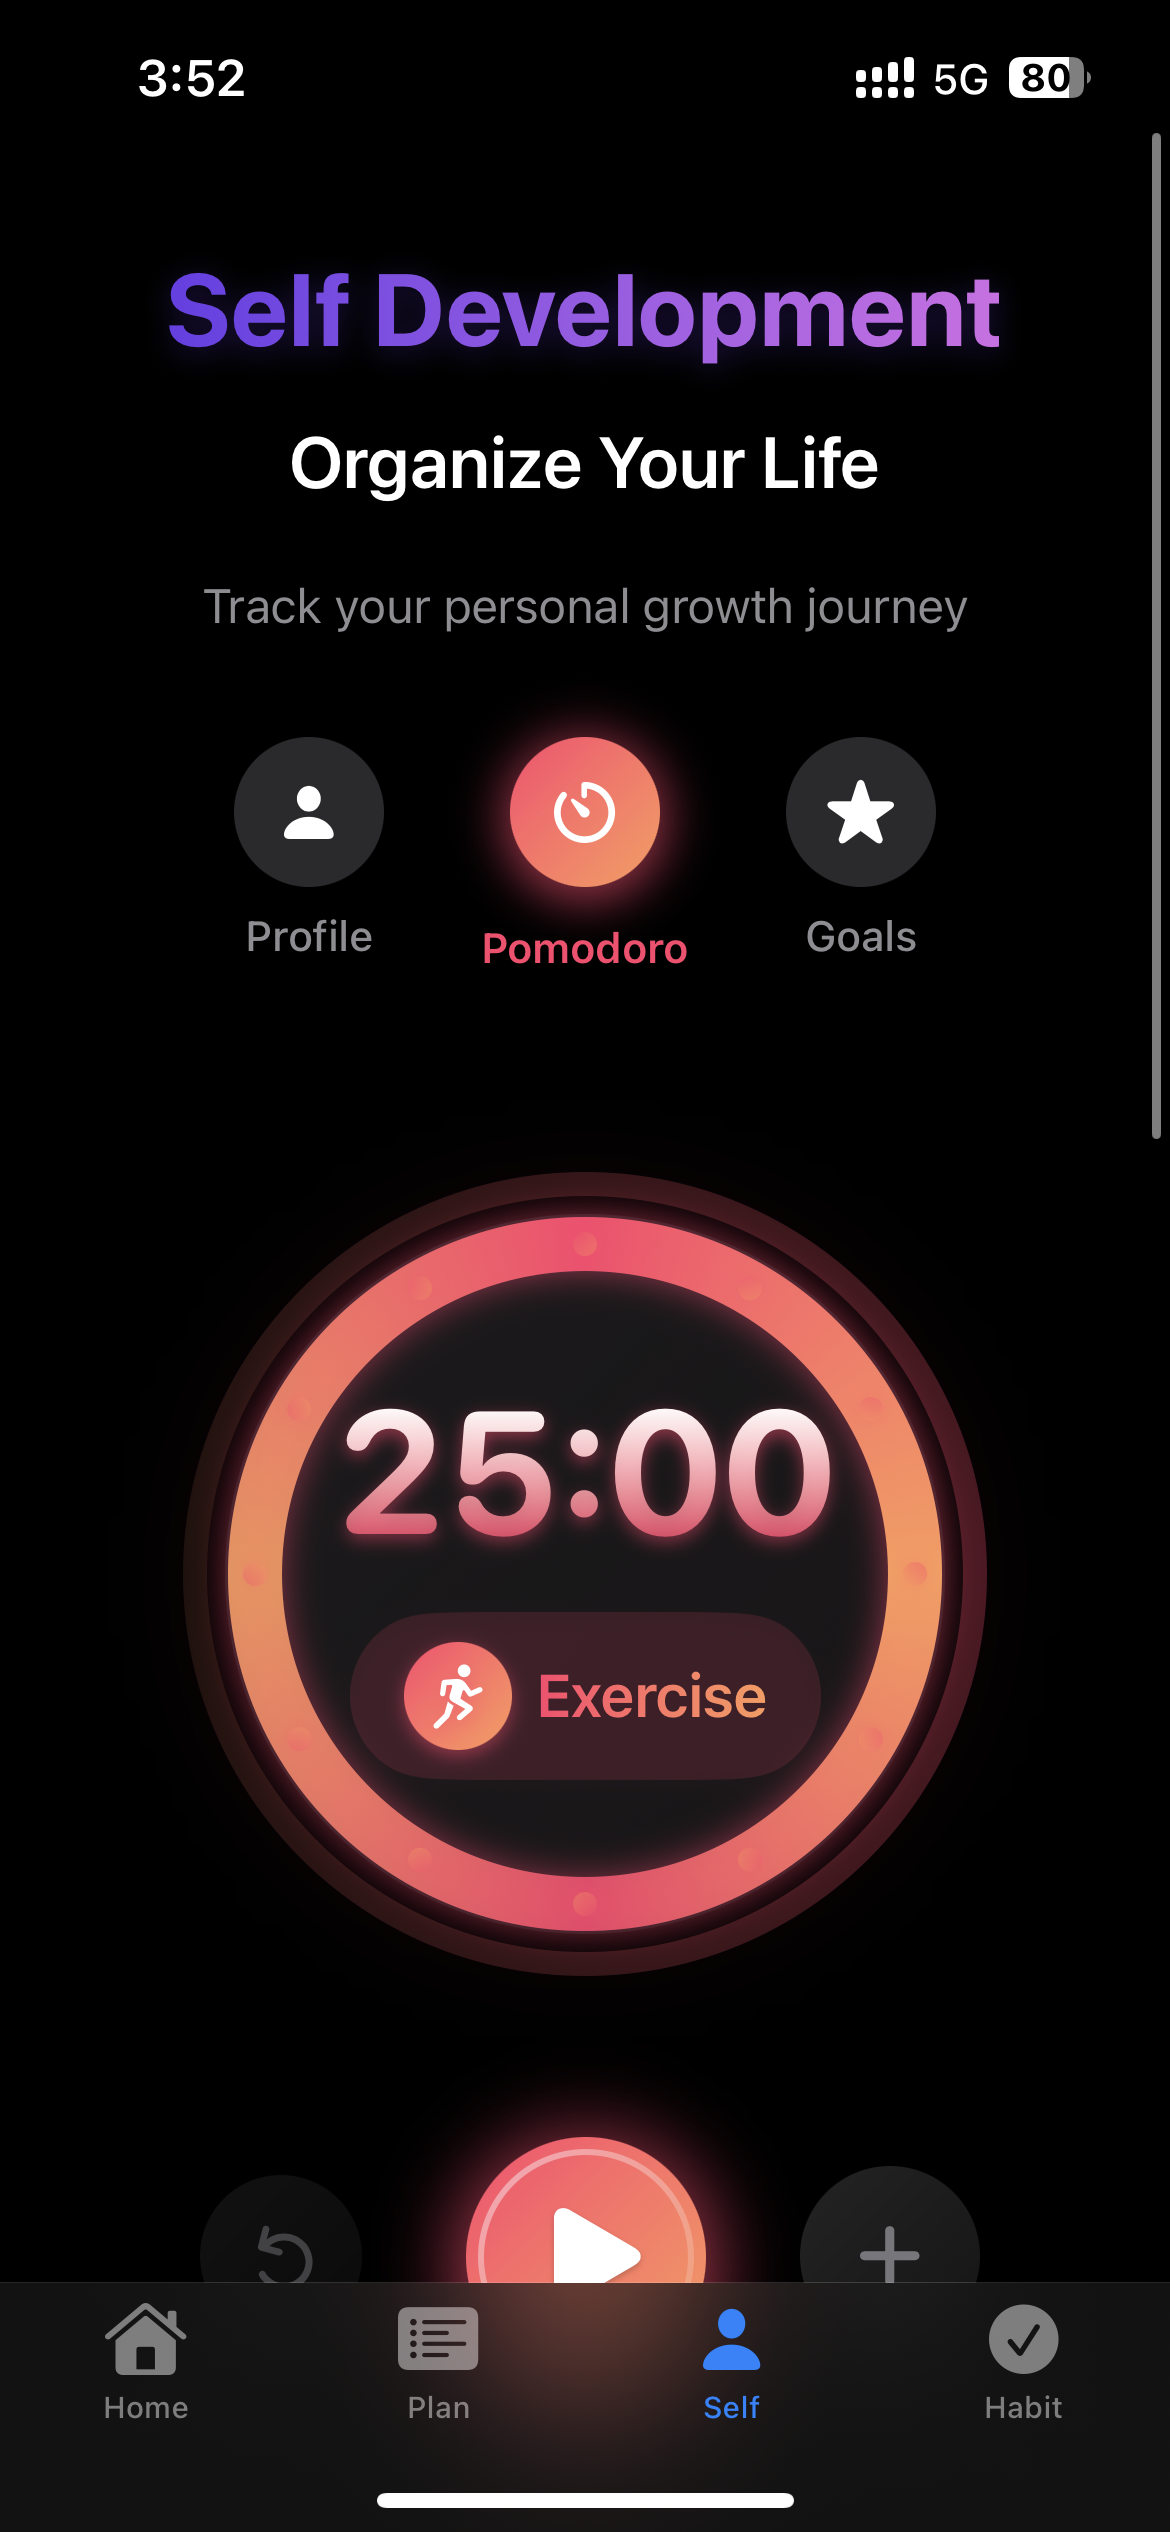 3:52
5G
80
Self Development
Organize Your Life
Track your personal growth journey
Profile
Pomodoro
Goals
25:00
Exercise
Home
Plan
Self
Habit